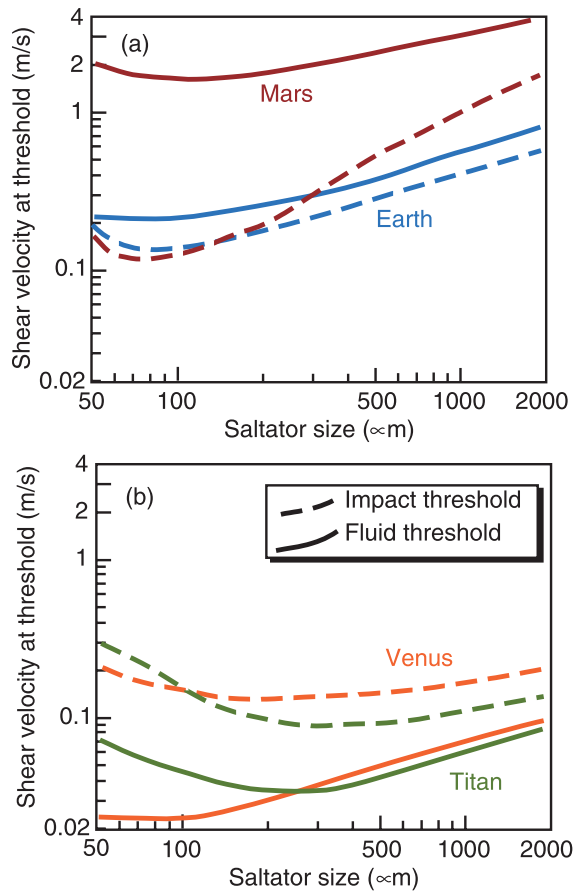 4
(a)
2
Mars
1
Shear velocity at threshold (m/s)
Earth
0.1
0.02
50
100
500
1000
2000
Saltator size (∝m)
4
(b)
Impact threshold
2
Fluid threshold
1
Shear velocity at threshold (m/s)
Venus
0.1
Titan
0.02
50
100
500
1000
2000
Saltator size (∝m)